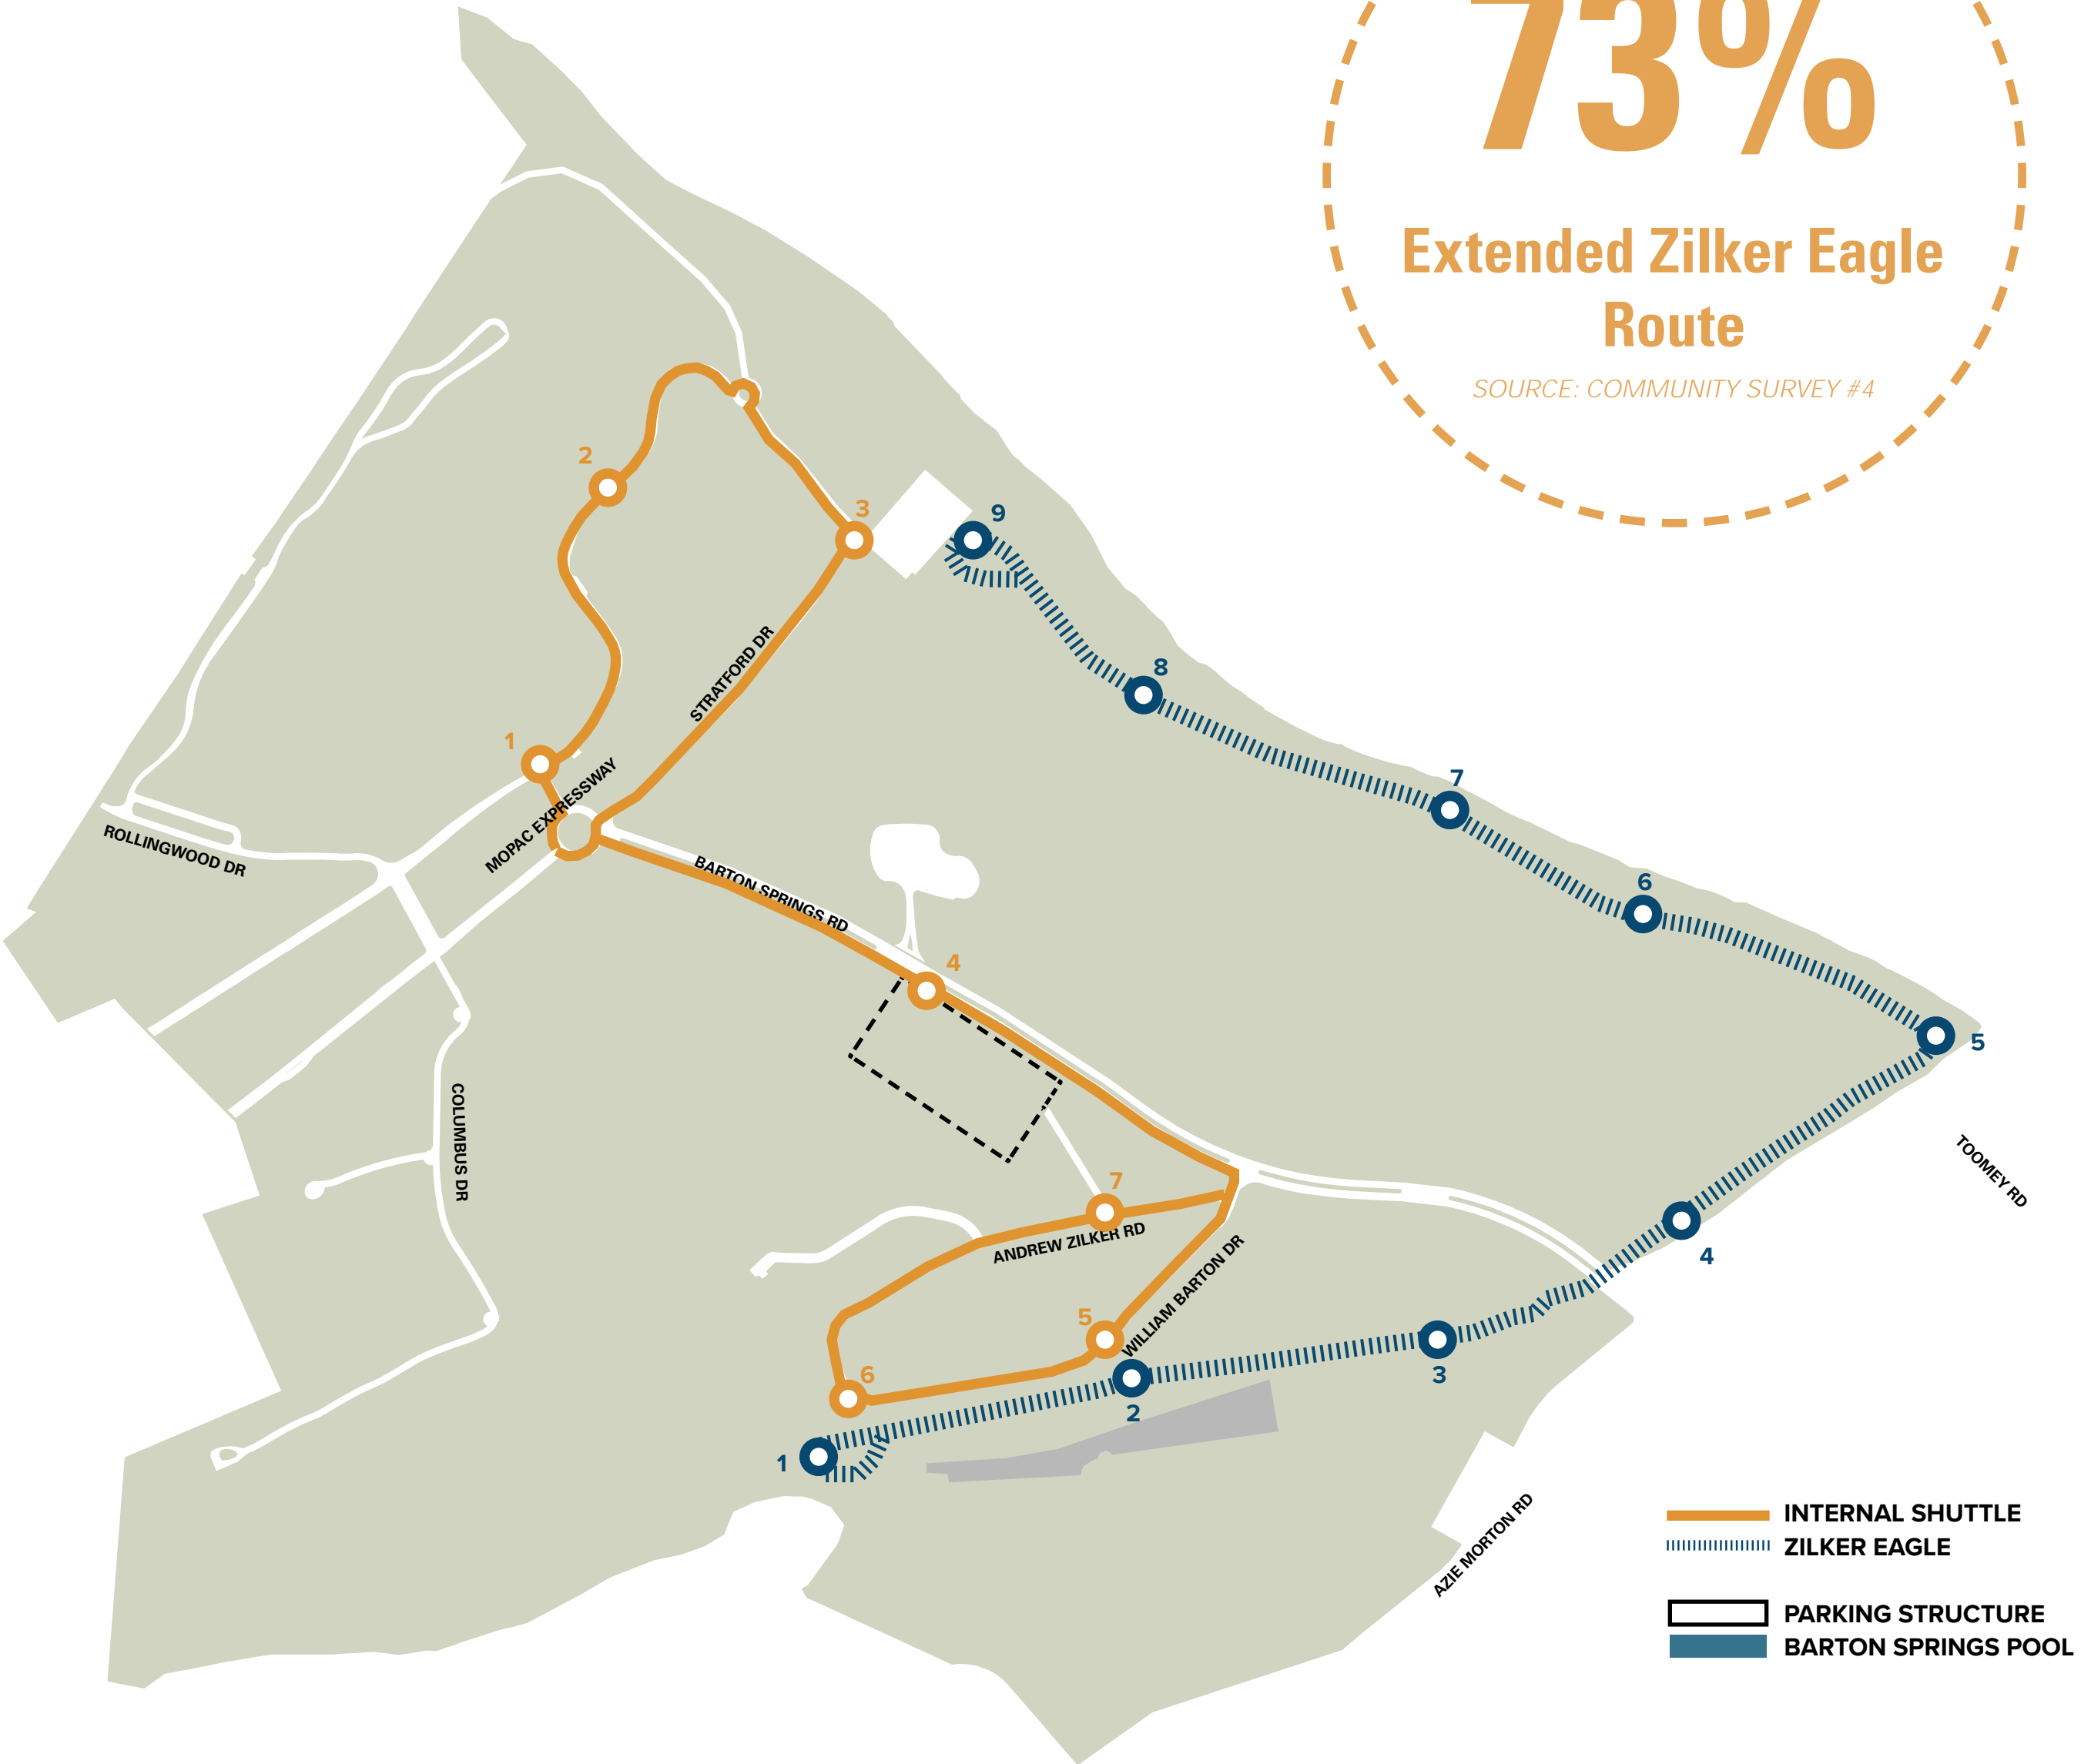 73%
Extended Zilker Eagle
Route
SOURCE: COMMUNITY SURVEY #4
2
3
9
8
1
7
6
5
4
STRATFORD DR
MOPAC EXPRESSWAY
ROLLINGWOOD DR
BARTON SPRINGS RD
4
COLUMBUS DR
7
ANDREW ZILKER RD
WILLIAM BARTON DR
5
6
1
2
3
TOOMEY RD
AZIE MORTON RD
INTERNAL SHUTTLE
ZILKER EAGLE
PARKING STRUCTURE
BARTON SPRINGS POOL